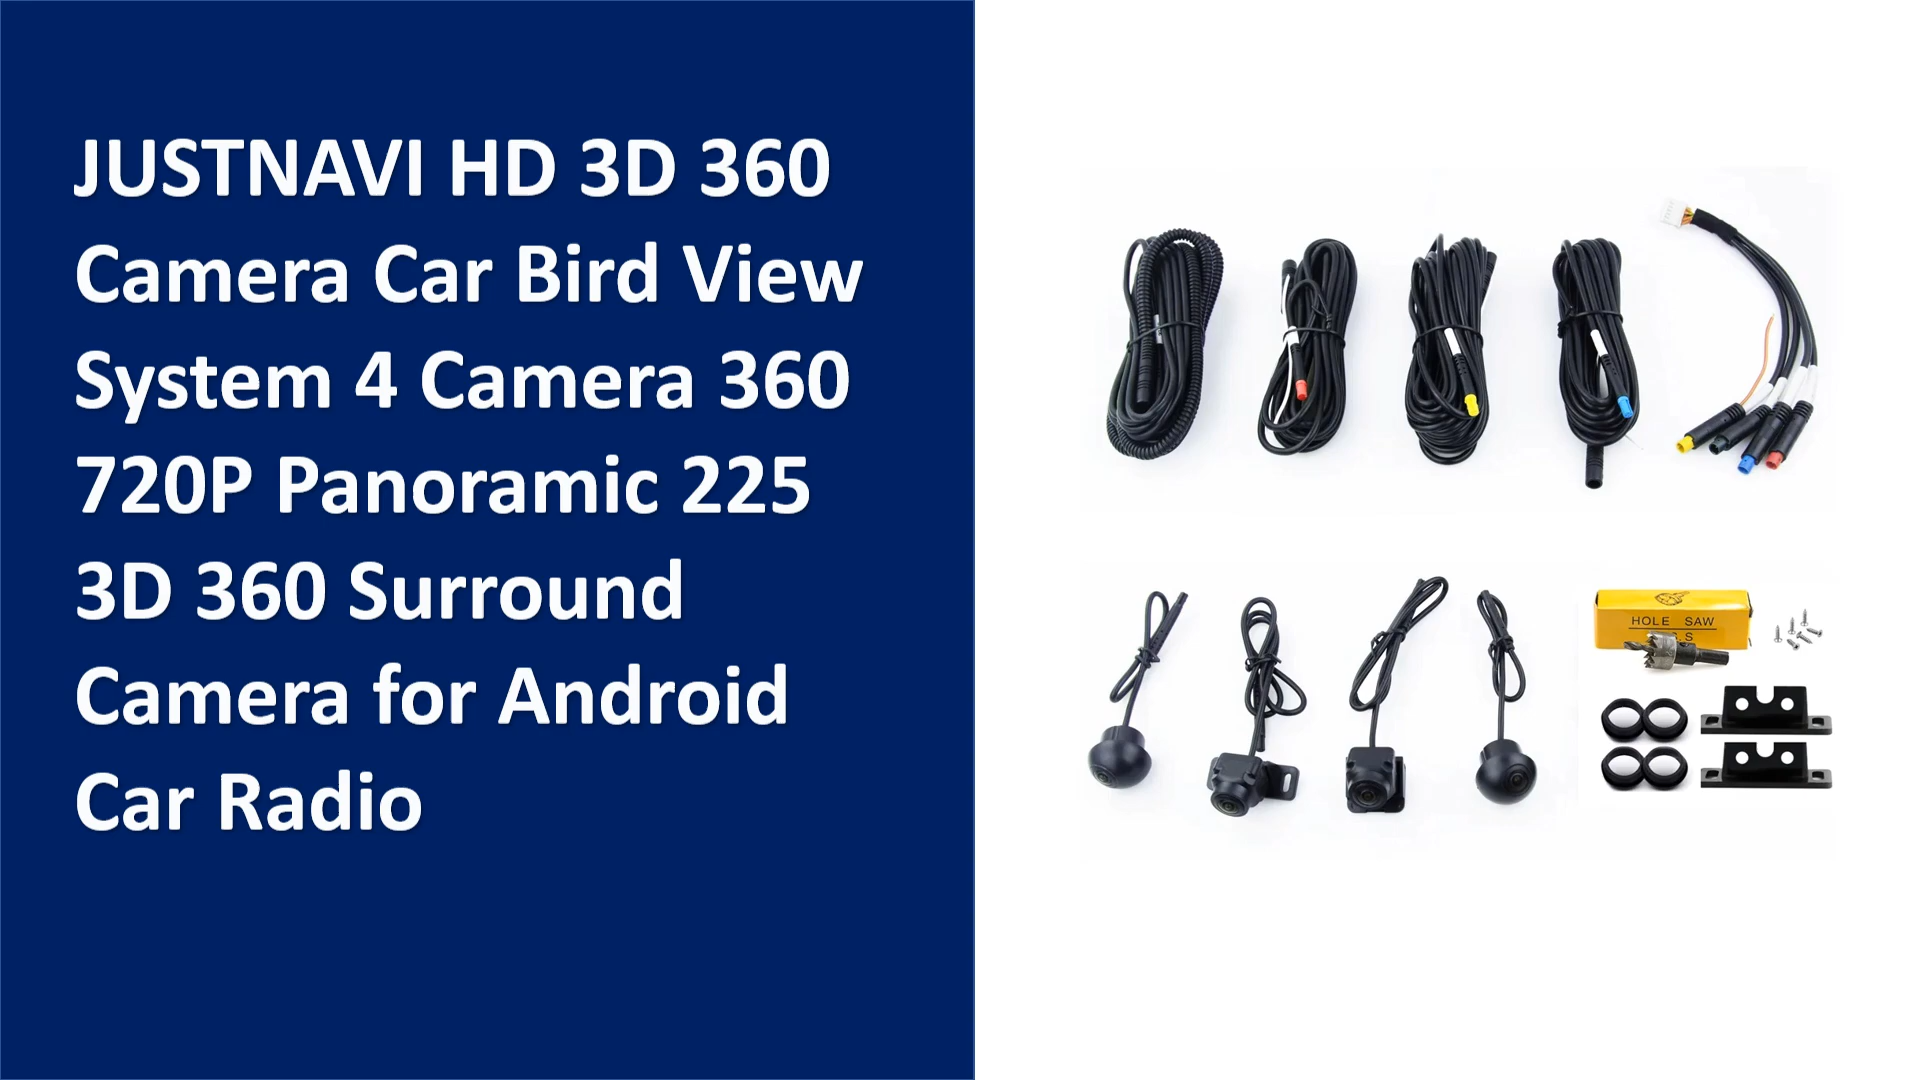 JUSTNAVI HD 3D 360
Camera Car Bird View
System 4 Camera 360
720P Panoramic 225
3D 360 Surround
Camera for Android
Car Radio
HOLE SAW
LS